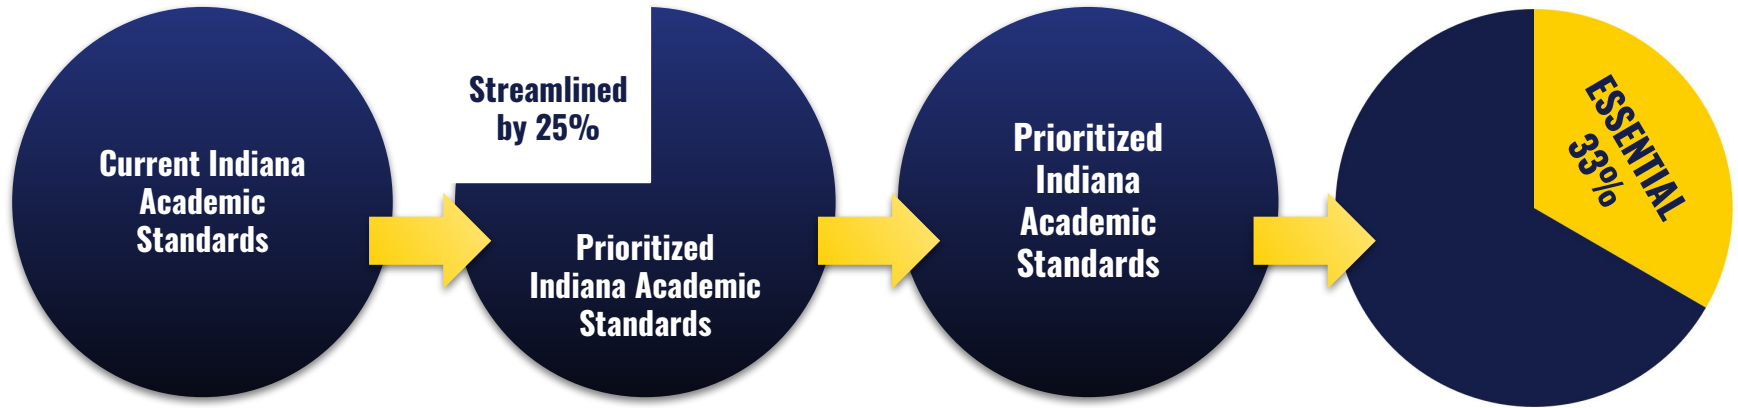 Current Indiana
Academic
Standards
Streamlined
by 25%
Prioritized
Indiana Academic
Standards
Prioritized
Indiana
Academic
Standards
ESSENTIAL
33%